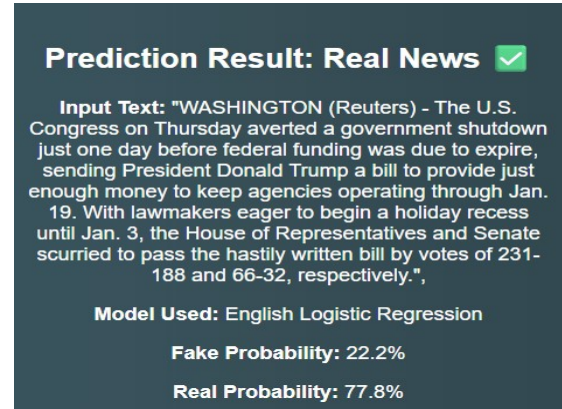 Prediction Result: Real News ✅
Input Text: "WASHINGTON (Reuters) - The U.S.
Congress on Thursday averted a government shutdown
just one day before federal funding was due to expire,
sending President Donald Trump a bill to provide just
enough money to keep agencies operating through Jan.
19. With lawmakers eager to begin a holiday recess
until Jan. 3, the House of Representatives and Senate
scurried to pass the hastily written bill by votes of 231-
188 and 66-32, respectively.",
Model Used: English Logistic Regression
Fake Probability: 22.2%
Real Probability: 77.8%